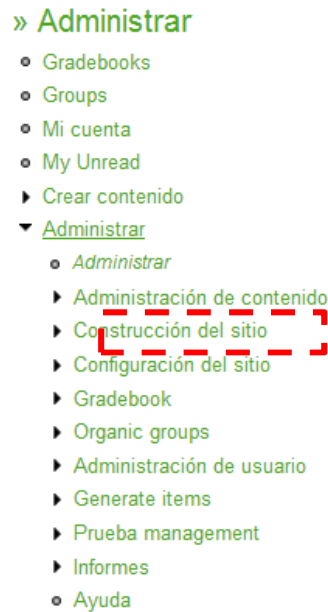 » Administrar
Gradebooks
Groups
Mi cuenta
My Unread
Crear contenido
Administrar
Administrar
Administración de contenido
Construcción del sitio
Configuración del sitio
Gradebook
Organic groups
Administración de usuario
Generate items
Prueba management
Informes
Ayuda